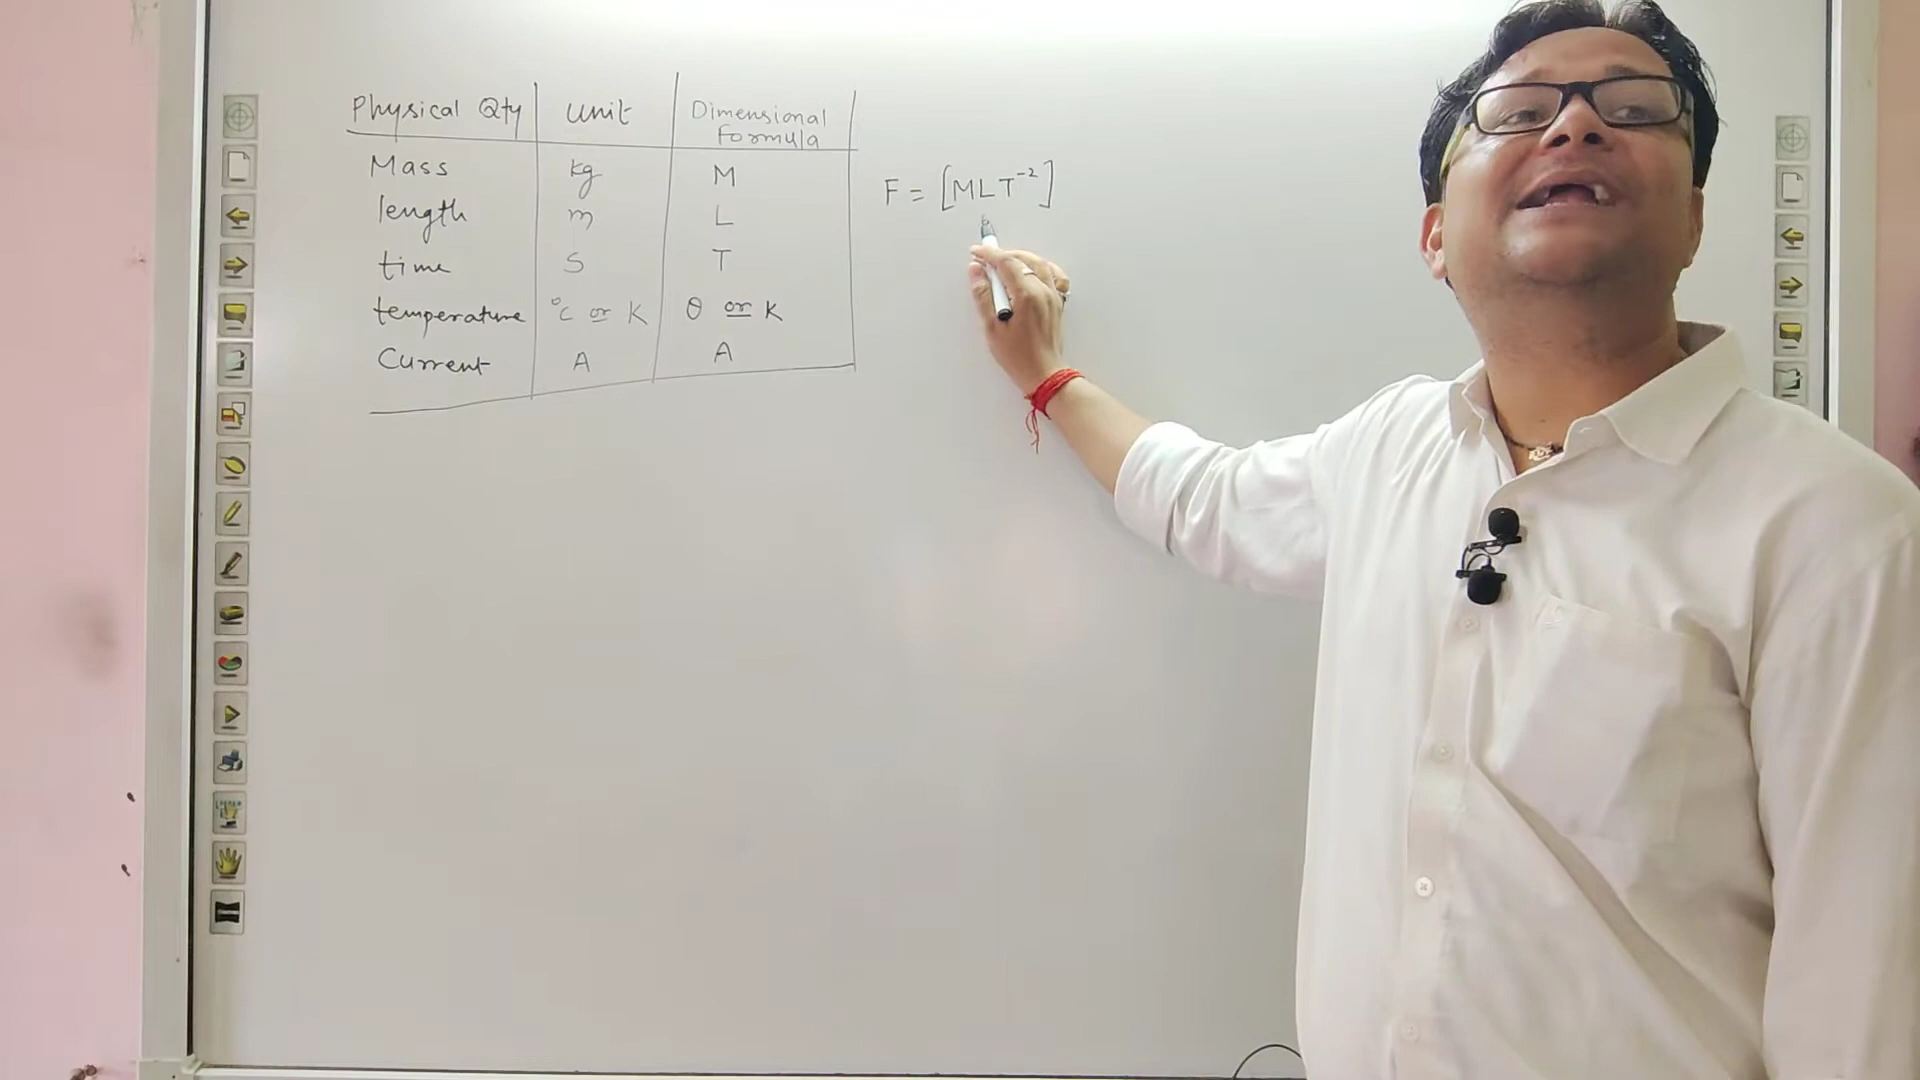 Physical Qty Unit Dimensional Formula
Mass kg M
length m L
time S T
temperature °C or K θ or K
Current A A
F = [MLT⁻²]